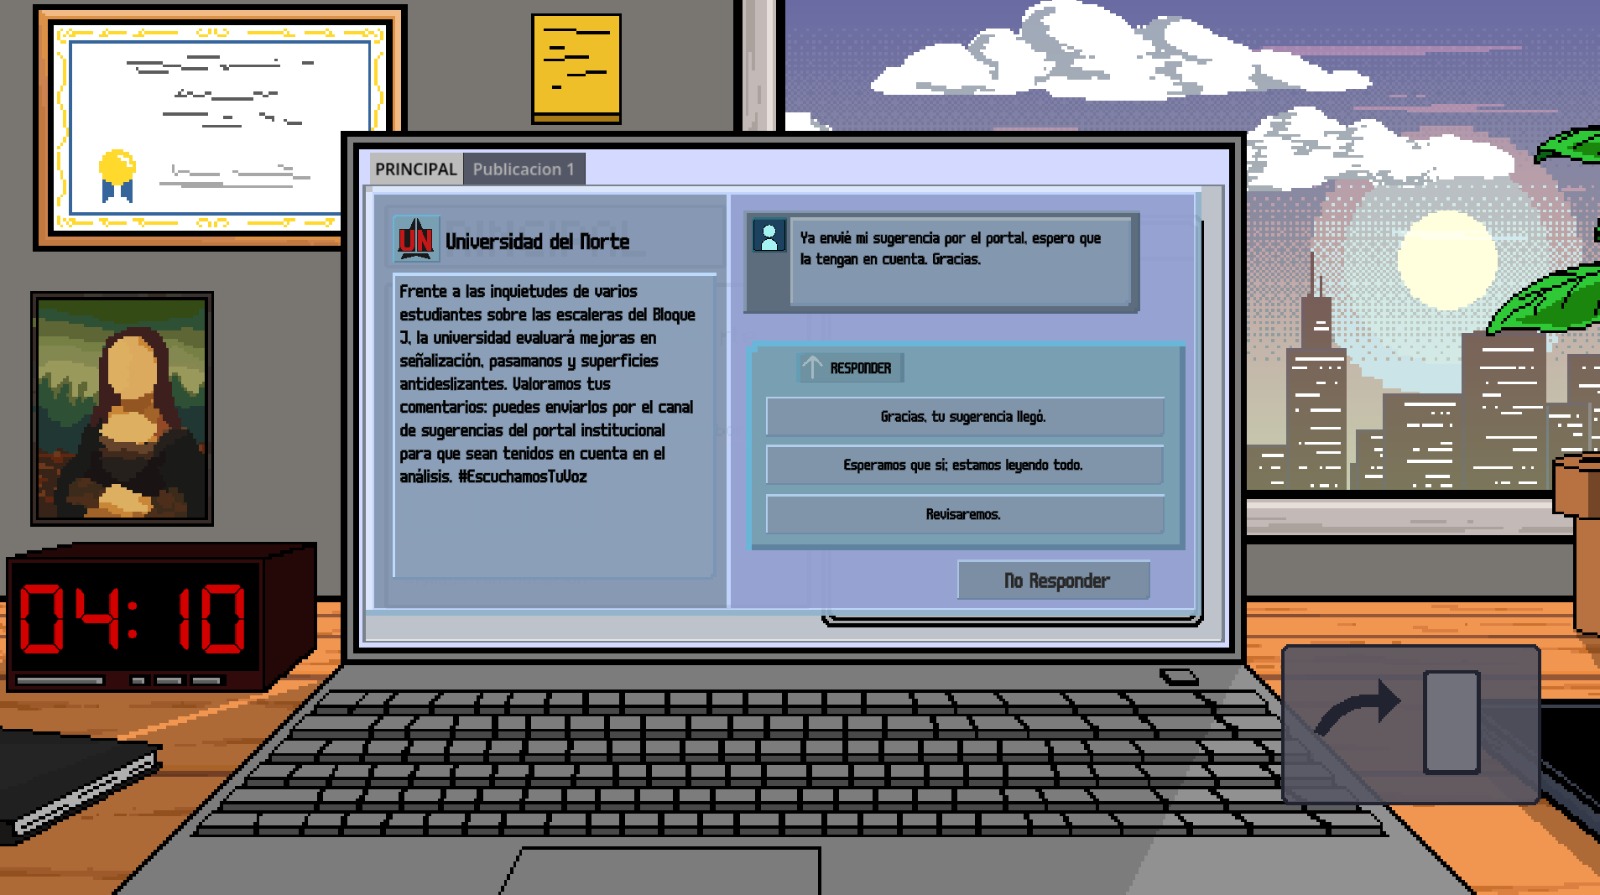 PRINCIPAL
Publicacion 1
UN
Universidad del Norte
Frente a las inquietudes de varios
estudiantes sobre las escaleras del Bloque
J, la universidad evaluará mejoras en
señalización, pasamanos y superficies
antideslizantes. Valoramos tus
comentarios: puedes enviarlos por el canal
de sugerencias del portal institucional
para que sean tenidos en cuenta en el
análisis. #EscuchamosTuVoz
Ya envié mi sugerencia por el portal, espero que
la tengan en cuenta. Gracias.
RESPONDER
Gracias, tu sugerencia llegó.
Esperamos que sí; estamos leyendo todo.
Revisaremos.
No Responder
04:10